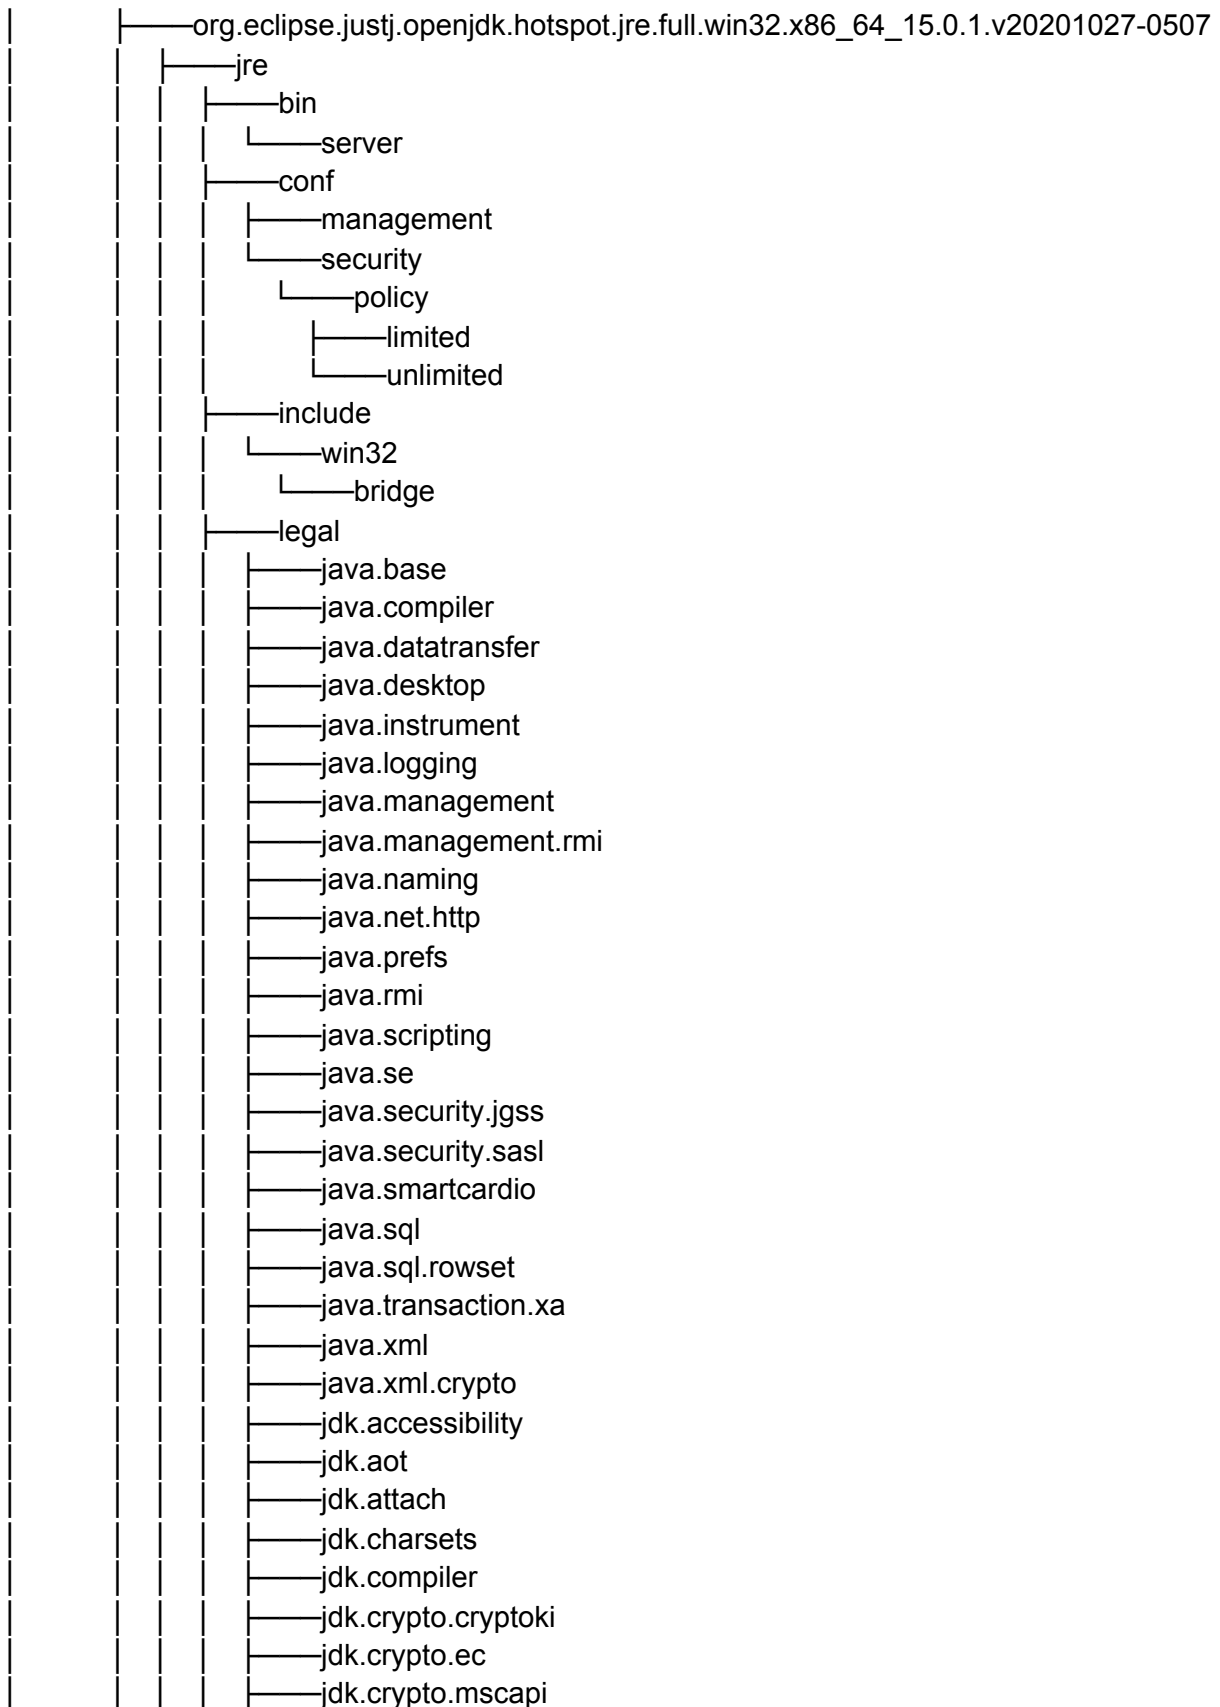 org.eclipse.justj.openjdk.hotspot.jre.full.win32.x86_64_15.0.1.v20201027-0507
jre
bin
server
conf
management
security
policy
limited
unlimited
include
win32
bridge
legal
java.base
java.compiler
java.datatransfer
java.desktop
java.instrument
java.logging
java.management
java.management.rmi
java.naming
java.net.http
java.prefs
java.rmi
java.scripting
java.se
java.security.jgss
java.security.sasl
java.smartcardio
java.sql
java.sql.rowset
java.transaction.xa
java.xml
java.xml.crypto
jdk.accessibility
jdk.aot
jdk.attach
jdk.charsets
jdk.compiler
jdk.crypto.cryptoki
jdk.crypto.ec
jdk.crypto.mscapi